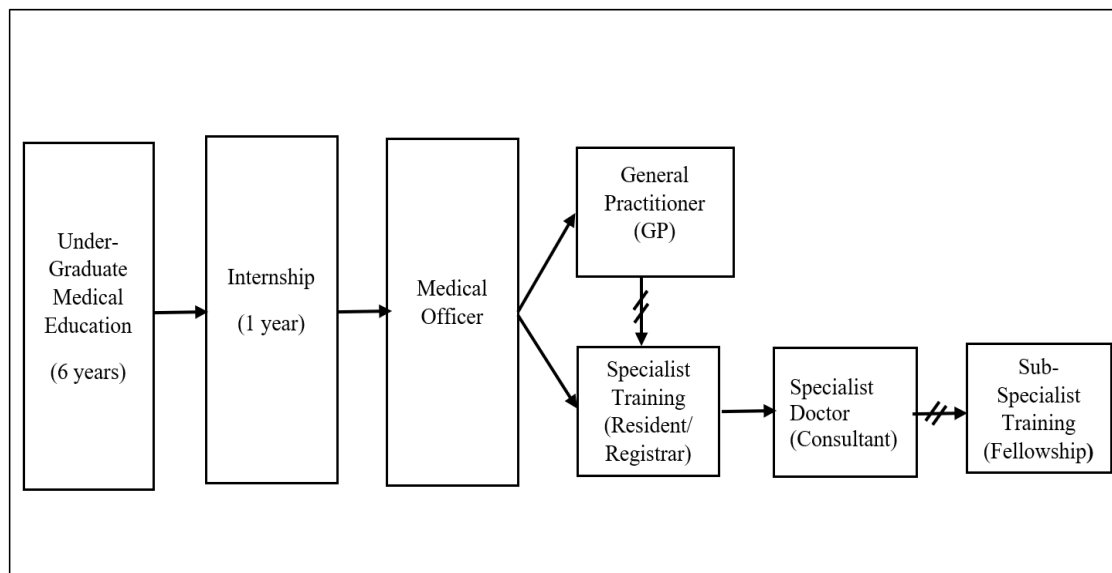 Under-
Graduate
Medical
Education
(6 years)
Internship
(1 year)
Medical
Officer
General
Practitioner
(GP)
Specialist
Training
(Resident/
Registrar)
Specialist
Doctor
(Consultant)
Sub-
Specialist
Training
(Fellowship)